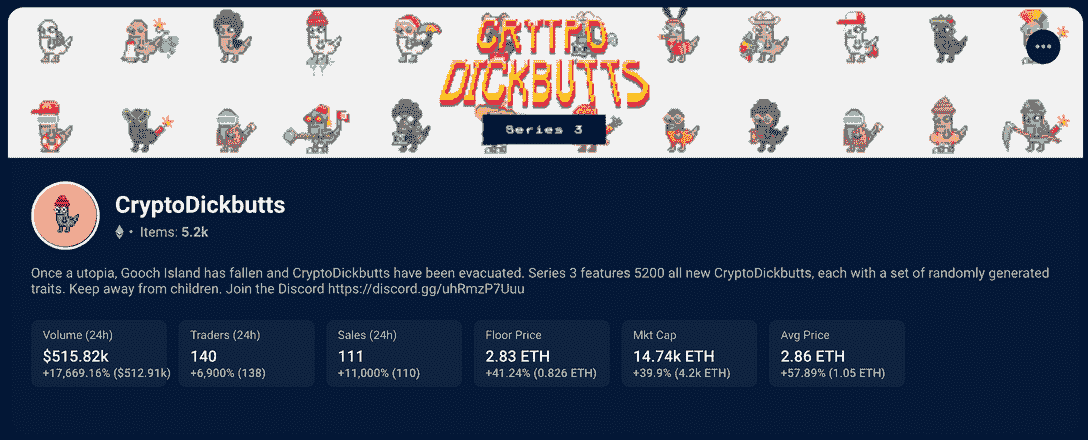 CRYTPO
DICKBUTTS
Series 3
CryptoDickbutts
• Items: 5.2k
Once a utopia, Gooch Island has fallen and CryptoDickbutts have been evacuated. Series 3 features 5200 all new CryptoDickbutts, each with a set of randomly generated
traits. Keep away from children. Join the Discord https://discord.gg/uhRmzP7Uuu
Volume (24h)
$515.82k
+17,669.16% ($512.91k)
Traders (24h)
140
+6,900% (138)
Sales (24h)
111
+11,000% (110)
Floor Price
2.83 ETH
+41.24% (0.826 ETH)
Mkt Cap
14.74k ETH
+39.9% (4.2k ETH)
Avg Price
2.86 ETH
+57.89% (1.05 ETH)